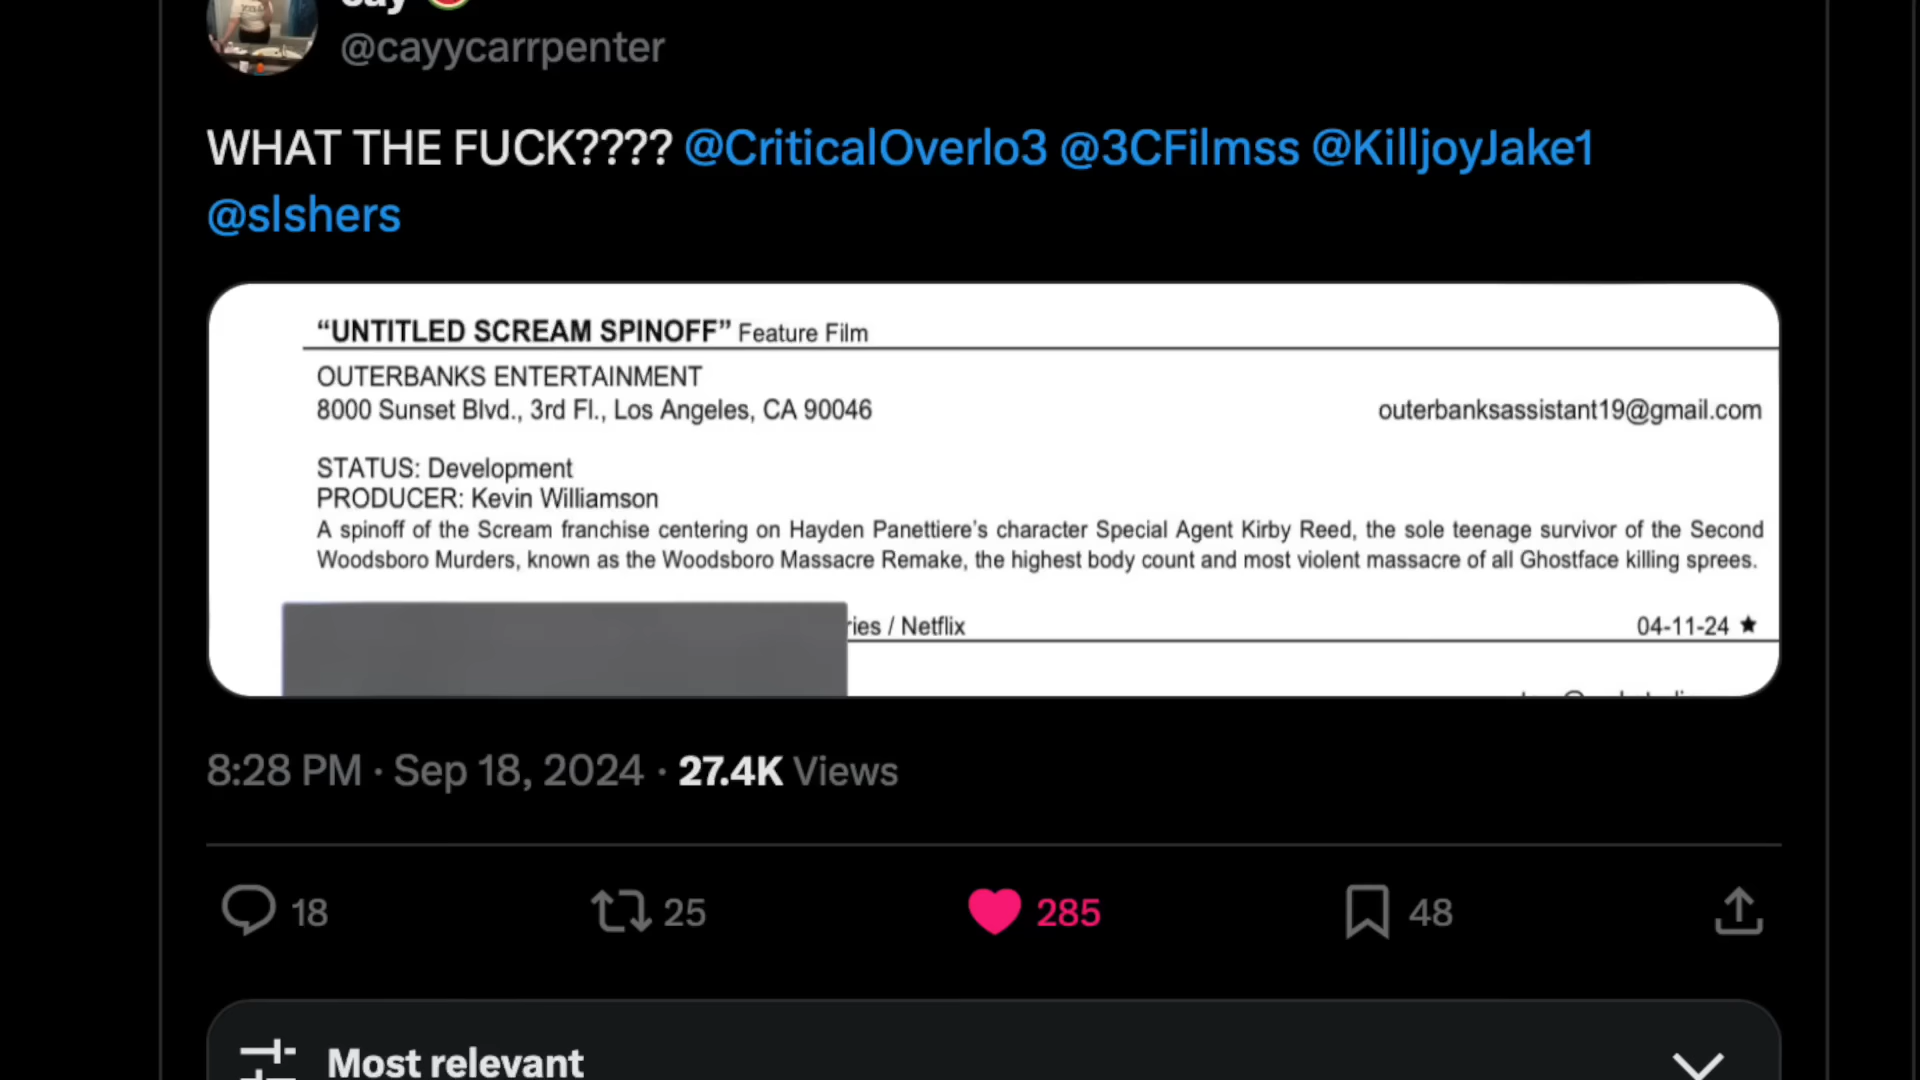 cay
@cayycarrpenter
WHAT THE FUCK???? @CriticalOverlo3 @3CFilmss @KilljoyJake1
@slshers
“UNTITLED SCREAM SPINOFF” Feature Film
OUTERBANKS ENTERTAINMENT
8000 Sunset Blvd., 3rd Fl., Los Angeles, CA 90046 outerbanksassistant19@gmail.com
STATUS: Development
PRODUCER: Kevin Williamson
A spinoff of the Scream franchise centering on Hayden Panettiere’s character Special Agent Kirby Reed, the sole teenage survivor of the Second
Woodsboro Murders, known as the Woodsboro Massacre Remake, the highest body count and most violent massacre of all Ghostface killing sprees.
ries / Netflix 04-11-24 ★
8:28 PM · Sep 18, 2024 · 27.4K Views
18 25 285 48
Most relevant